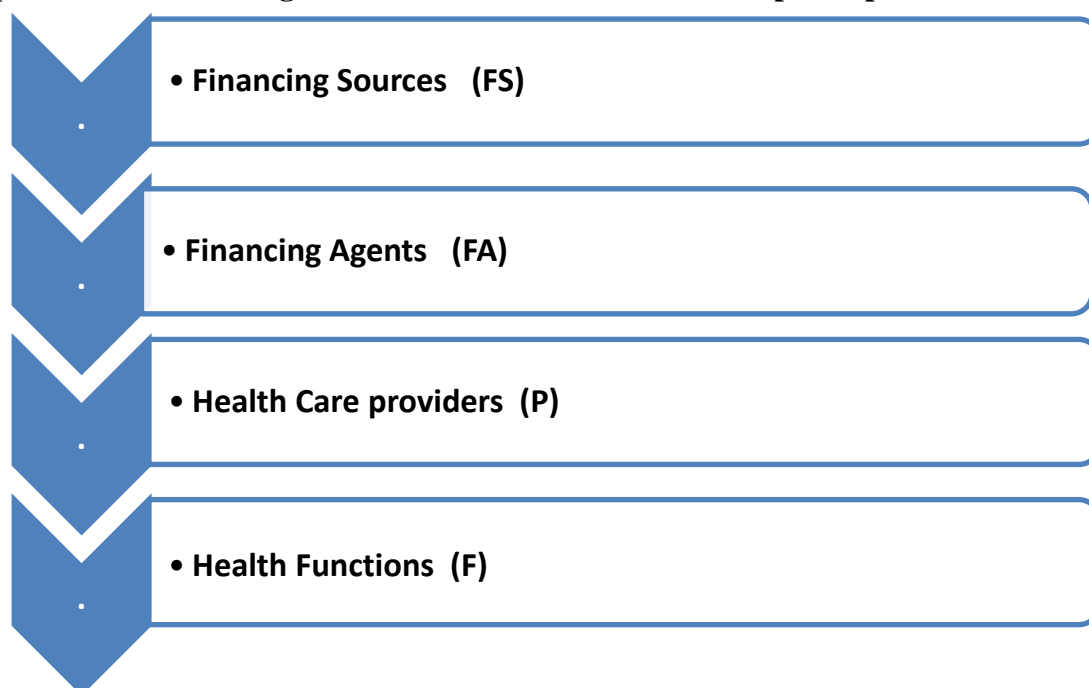 • Financing Sources (FS)
• Financing Agents (FA)
• Health Care providers (P)
• Health Functions (F)